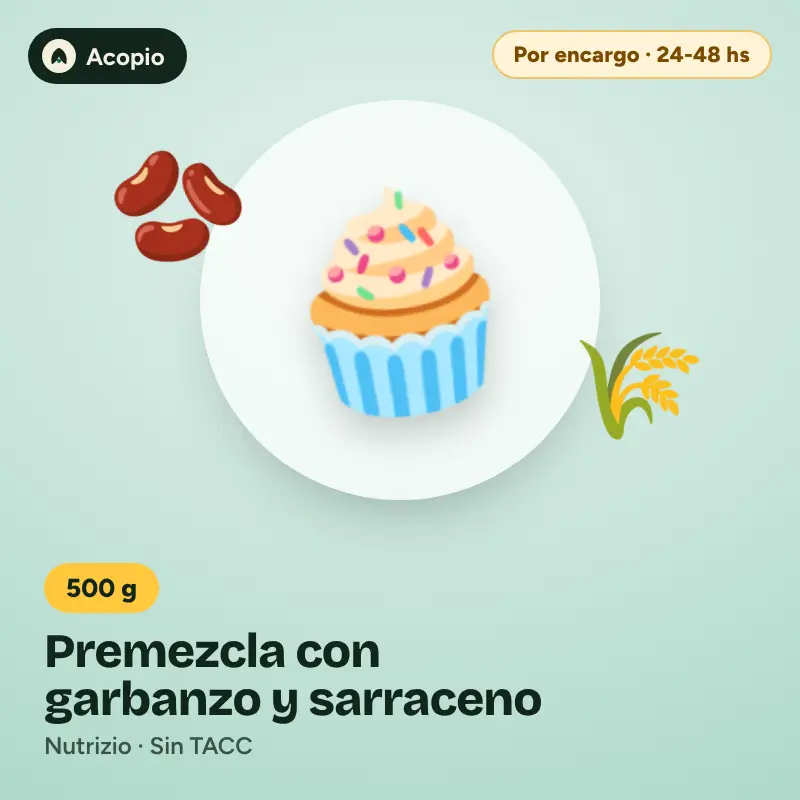 Acopio
Por encargo · 24-48 hs
500 g
Premezcla con
garbanzo y sarraceno
Nutrizio · Sin TACC